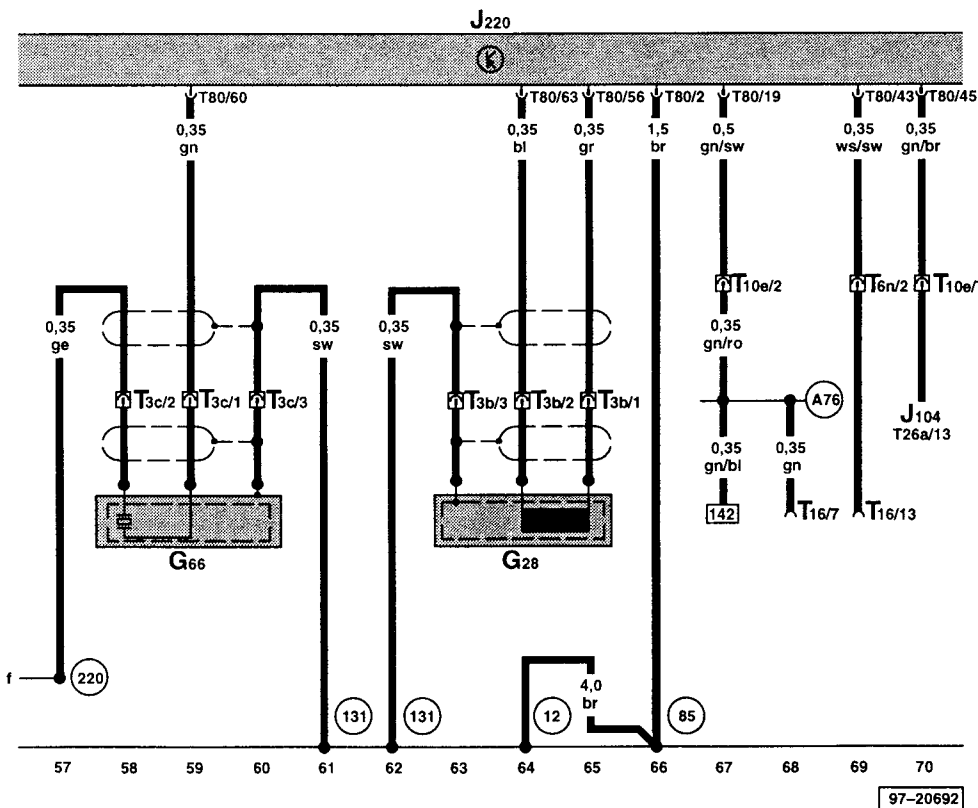 J220
K
T80/60 T80/63 T80/56 T80/2 T80/19 T80/43 T80/45
0,35 0,35 0,35 1,5 0,5 0,35 0,35
gn bl gr br gn/sw ws/sw gn/br
T10e/2 T6n/2
0,35 0,35 0,35 0,35
ge sw sw gn/ro
T3c/2 T3c/1 T3c/3 T3b/3 T3b/2 T3b/1 A76
J104
T26a/13
0,35 0,35
gn/bl gn
142 T16/7 T16/13
G66 G28
f 220
4,0
br
131 131 12 85
57 58 59 60 61 62 63 64 65 66 67 68 69 70
97-20692